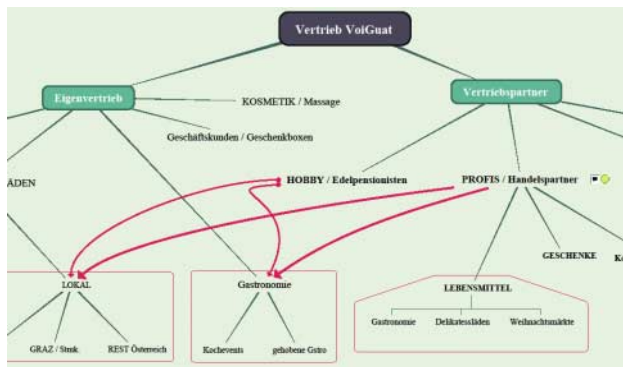 Vertrieb VoiGuat
Eigenvertrieb
Vertriebspartner
KOSMETIK / Massage
Geschäftskunden / Geschenkboxen
ÄDEN
HOBBY / Edelpensionisten
PROFIS / Handelspartner
GESCHENKE
LOKAL
Gastronomie
LEBENSMITTEL
Gastronomie
Delikatessläden
Weihnachtsmärkte
GRAZ / Stmk
REST Österreich
Kochevents
gehobene Gstro